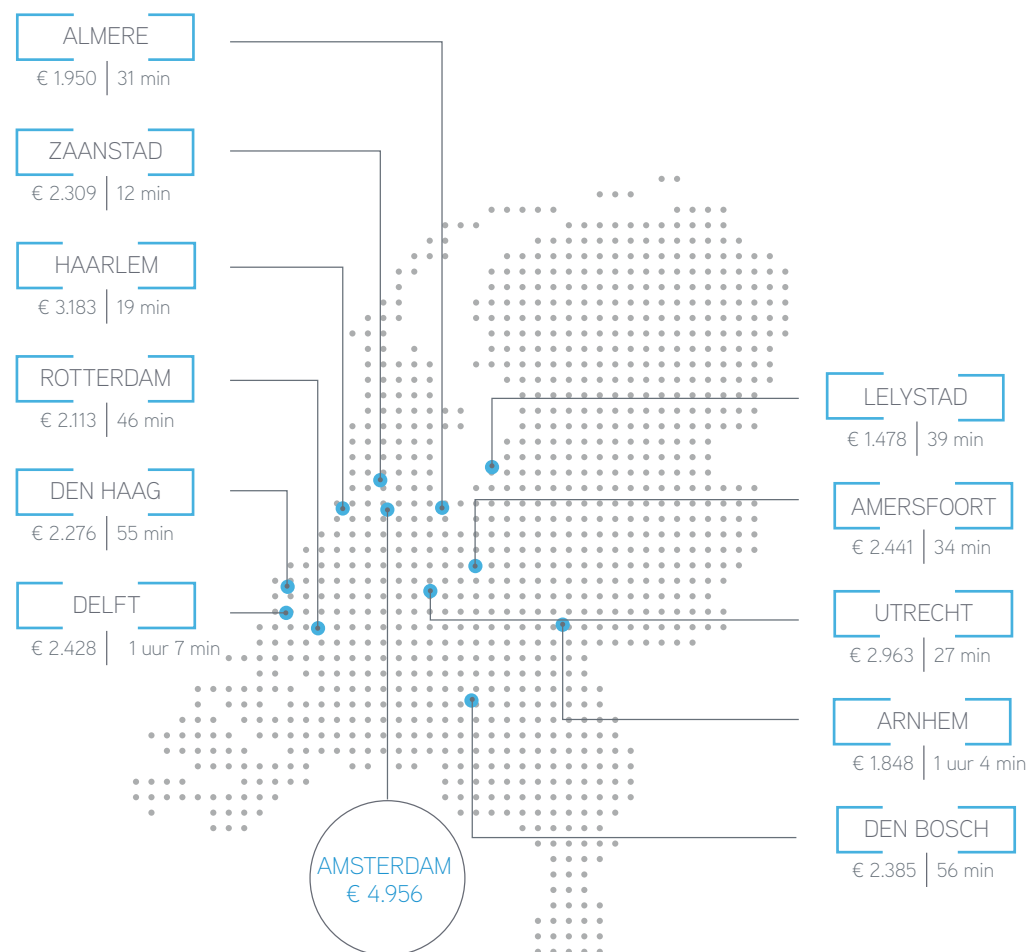 ALMERE
€ 1.950 | 31 min
ZAANSTAD
€ 2.309 | 12 min
HAARLEM
€ 3.183 | 19 min
ROTTERDAM
€ 2.113 | 46 min
DEN HAAG
€ 2.276 | 55 min
DELFT
€ 2.428 | 1 uur 7 min
LELYSTAD
€ 1.478 | 39 min
AMERSFOORT
€ 2.441 | 34 min
UTRECHT
€ 2.963 | 27 min
ARNHEM
€ 1.848 | 1 uur 4 min
DEN BOSCH
€ 2.385 | 56 min
AMSTERDAM
€ 4.956